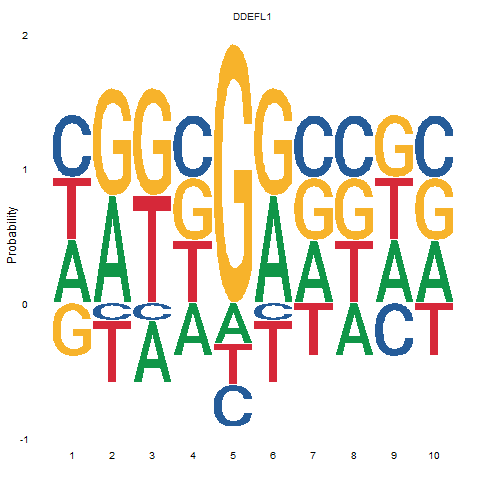 DDEFL1
2
1
0
-1
Probability
C G G C G G C C G C
T A T G A G G T G
A T A T A A
G C C A A C T A C T
T A T T
C
1 2 3 4 5 6 7 8 9 10